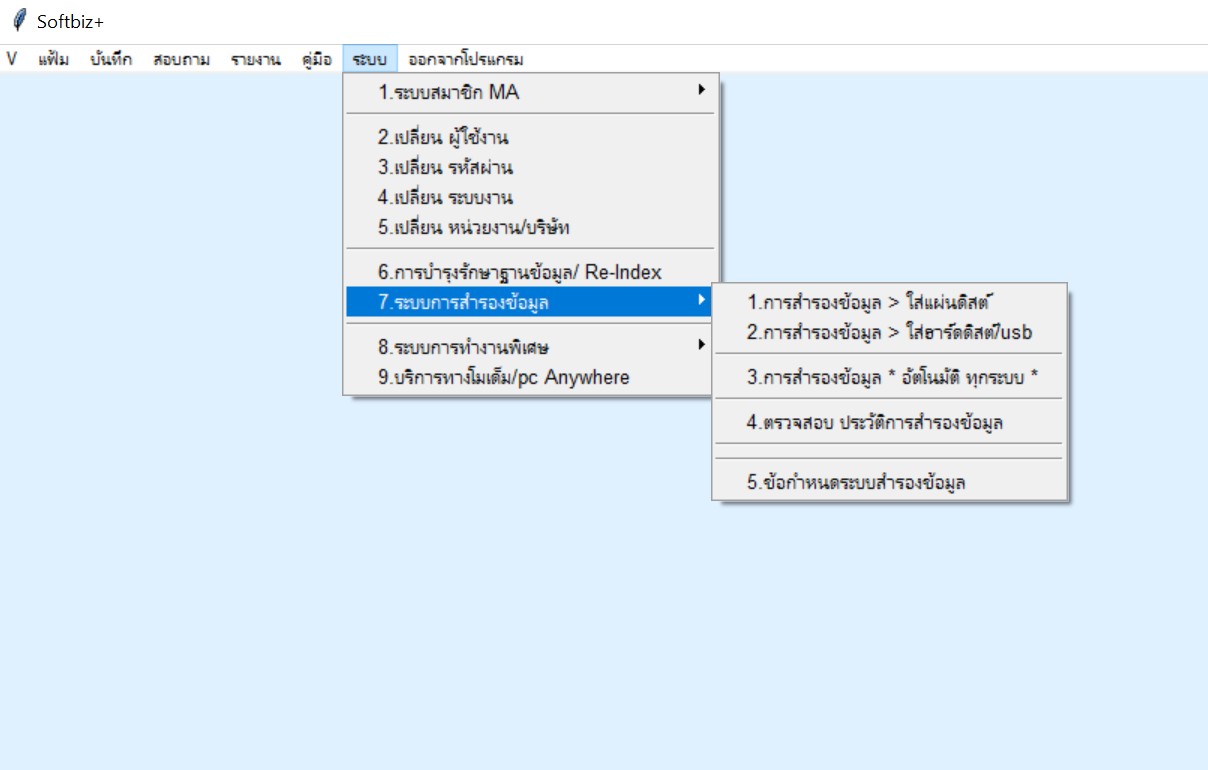 Softbiz+
V แฟ้ม บันทึก สอบถาม รายงาน คู่มือ ระบบ ออกจากโปรแกรม
1.ระบบสมาชิก MA
2.เปลี่ยน ผู้ใช้งาน
3.เปลี่ยน รหัสผ่าน
4.เปลี่ยน ระบบงาน
5.เปลี่ยน หน่วยงาน/บริษัท
6.การบำรุงรักษาฐานข้อมูล/ Re-Index
7.ระบบการสำรองข้อมูล
8.ระบบการทำงานพิเศษ
9.บริการทางโมเด็ม/pc Anywhere
1.การสำรองข้อมูล > ใส่แผ่นดิสต์
2.การสำรองข้อมูล > ใส่ฮาร์ดดิสต์/usb
3.การสำรองข้อมูล * อัตโนมัติ ทุกระบบ *
4.ตรวจสอบ ประวัติการสำรองข้อมูล
5.ข้อกำหนดระบบสำรองข้อมูล